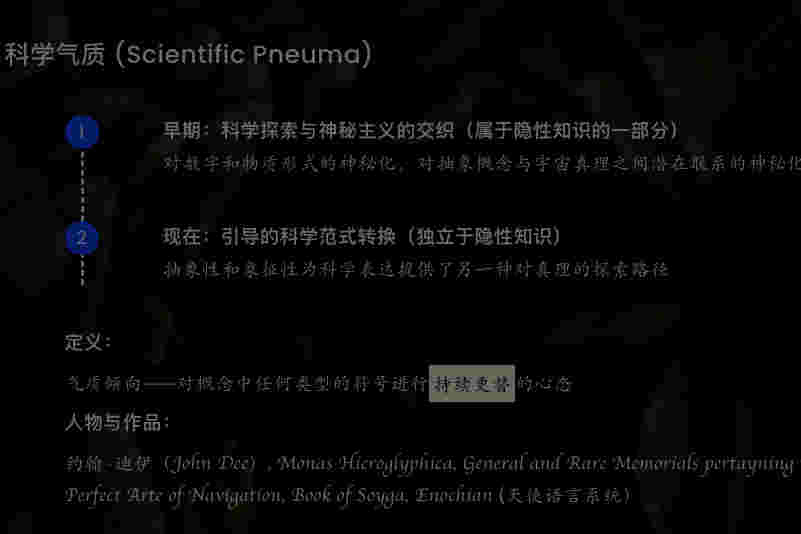 科学气质 (Scientific Pneuma)
1
早期：科学探索与神秘主义的交织（属于隐性知识的一部分）
对数字和物质形式的神秘化，对抽象概念与宇宙真理之间潜在联系的神秘化
2
现在：引导的科学范式转换（独立于隐性知识）
抽象性和象征性为科学表达提供了另一种对真理的探索路径
定义：
气质倾向——对概念中任何类型的符号进行持续更替的心态
人物与作品：
约翰·迪伊（John Dee）, Monas Hieroglyphica, General and Rare Memorials pertayning
Perfect Arte of Navigation, Book of Soyga, Enochian (天使语言系统)